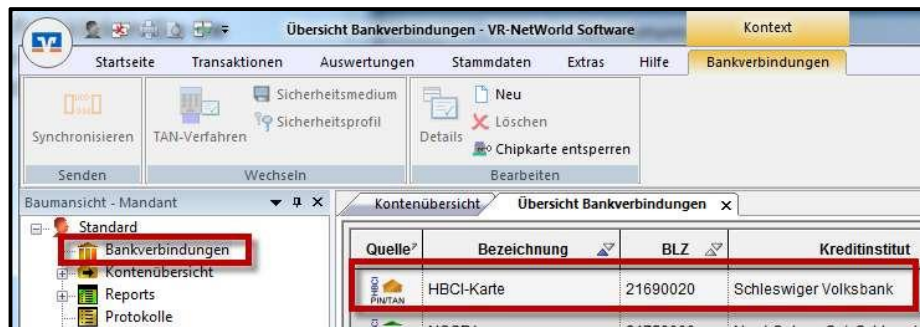 Übersicht Bankverbindungen - VR-NetWorld Software
Kontext
Startseite Transaktionen Auswertungen Stammdaten Extras Hilfe Bankverbindungen
Synchronisieren
TAN-Verfahren
Sicherheitsmedium
Sicherheitsprofil
Details
Neu
Löschen
Chipkarte entsperren
Senden Wechseln Bearbeiten
Baumansicht - Mandant
Kontenübersicht Übersicht Bankverbindungen
Standard
Bankverbindungen
Kontenübersicht
Reports
Protokolle
Quelle Bezeichnung BLZ Kreditinstitut
HBCI PIN/TAN HBCI-Karte 21690020 Schleswiger Volksbank